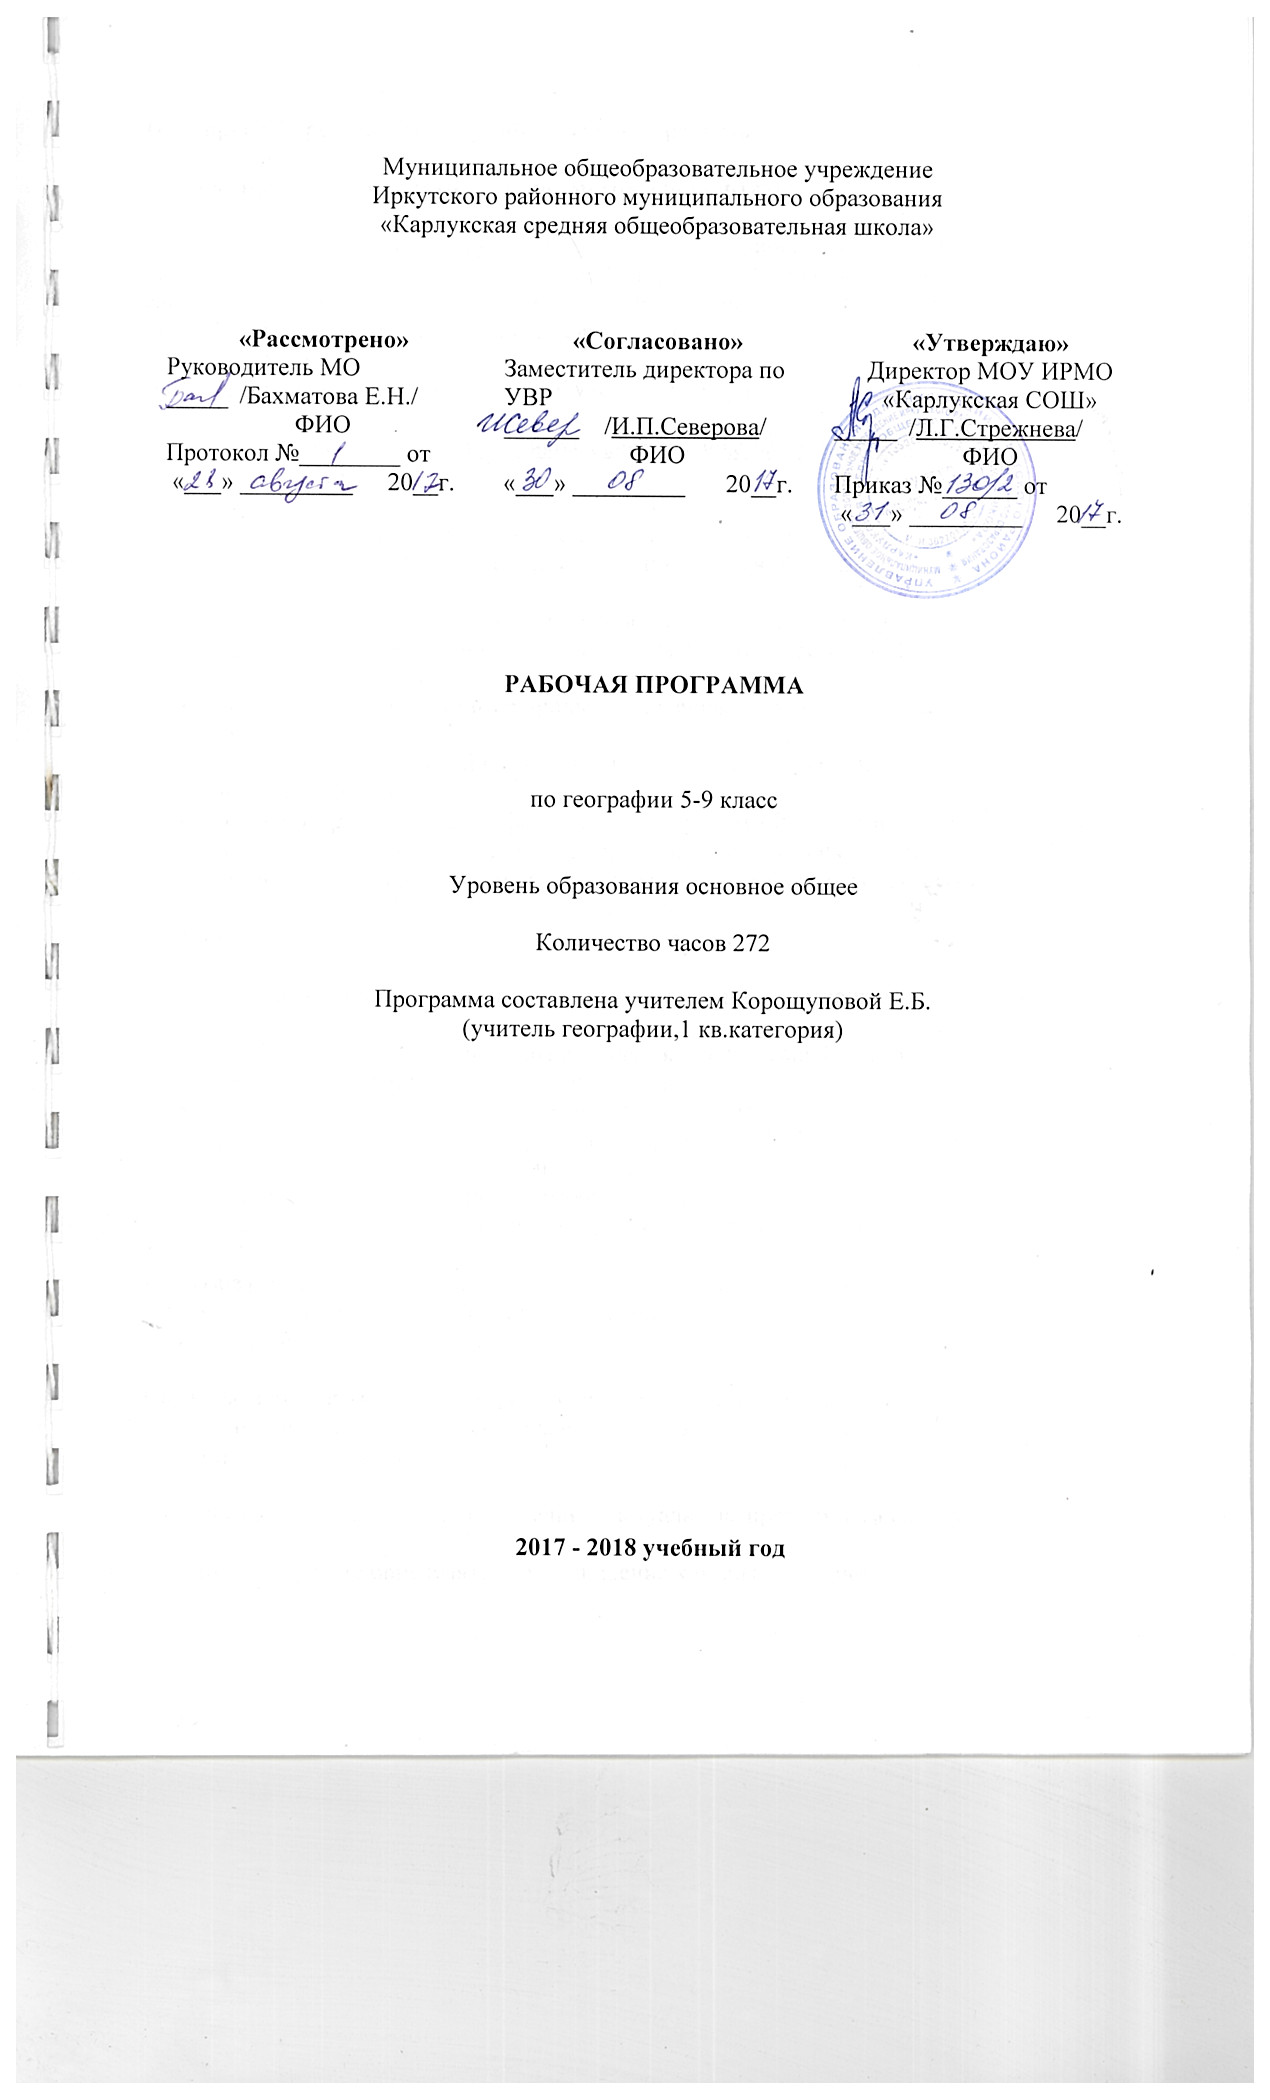 Муниципальное общеобразовательное учреждение
Иркутского районного муниципального образования
«Карлукская средняя общеобразовательная школа»
«Рассмотрено»
Руководитель МО
/Бахматова Е.Н./
ФИО
Протокол № 1 от
«28» августа 2017г.
«Согласовано»
Заместитель директора по
УВР
/И.П.Северова/
ФИО
«30» 08 2017г.
«Утверждаю»
Директор МОУ ИРМО
«Карлукская СОШ»
/Л.Г.Стрежнева/
ФИО
Приказ №130/2 от
«31» 08 2017г.
РАБОЧАЯ ПРОГРАММА
по географии 5-9 класс
Уровень образования основное общее
Количество часов 272
Программа составлена учителем Корощуповой Е.Б.
(учитель географии,1 кв.категория)
2017 - 2018 учебный год